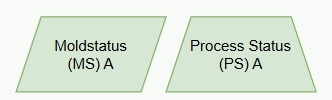 Moldstatus
(MS) A
Process Status
(PS) A